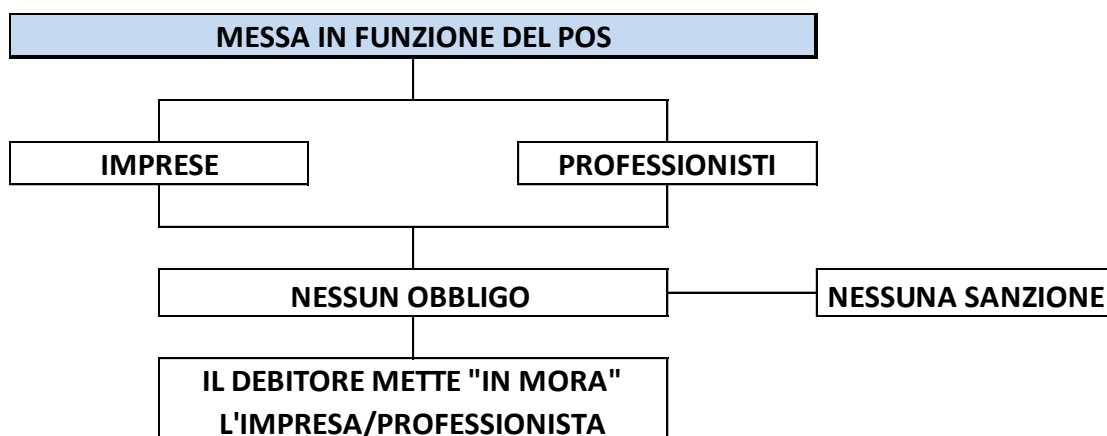 MESSA IN FUNZIONE DEL POS
IMPRESE
PROFESSIONISTI
NESSUN OBBLIGO
NESSUNA SANZIONE
IL DEBITORE METTE "IN MORA"
L'IMPRESA/PROFESSIONISTA